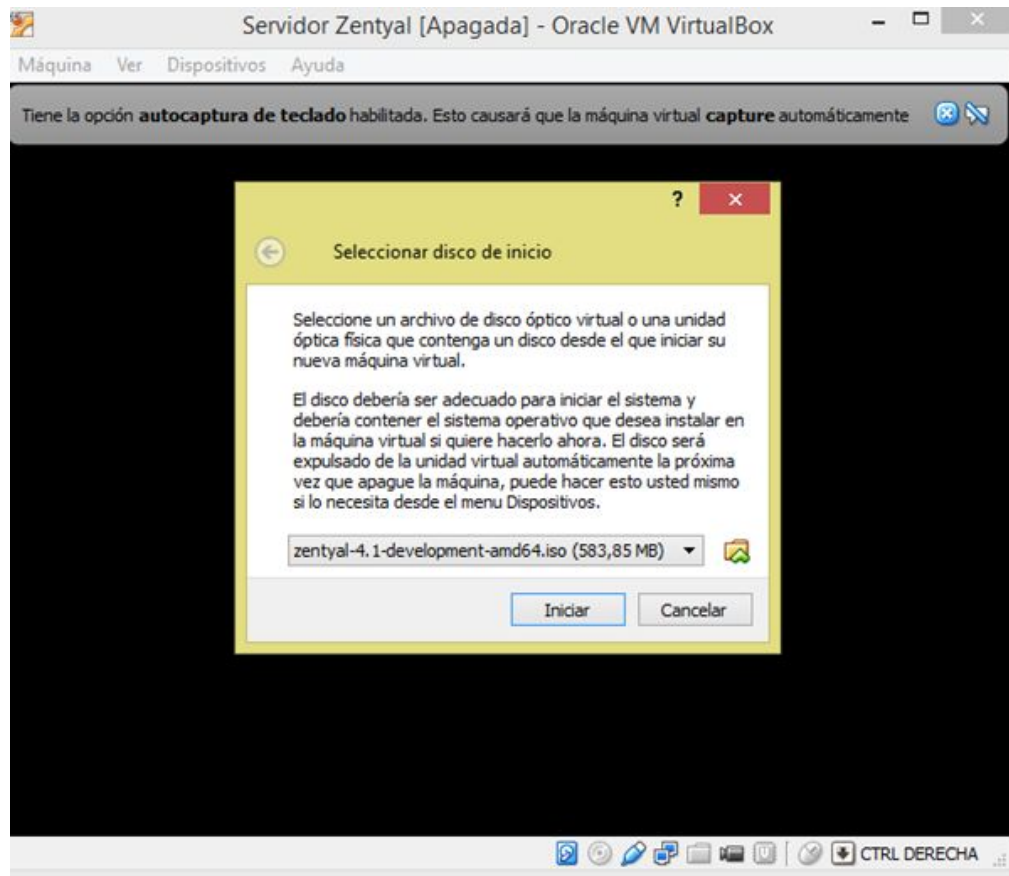 Servidor Zentyal [Apagada] - Oracle VM VirtualBox
Máquina Ver Dispositivos Ayuda
Tiene la opción autocaptura de teclado habilitada. Esto causará que la máquina virtual capture automáticamente
?
Seleccionar disco de inicio
Seleccione un archivo de disco óptico virtual o una unidad
óptica física que contenga un disco desde el que iniciar su
nueva máquina virtual.
El disco debería ser adecuado para iniciar el sistema y
debería contener el sistema operativo que desea instalar en
la máquina virtual si quiere hacerlo ahora. El disco será
expulsado de la unidad virtual automáticamente la próxima
vez que apague la máquina, puede hacer esto usted mismo
si lo necesita desde el menu Dispositivos.
zentyal-4.1-development-amd64.iso (583,85 MB)
Iniciar Cancelar
CTRL DERECHA